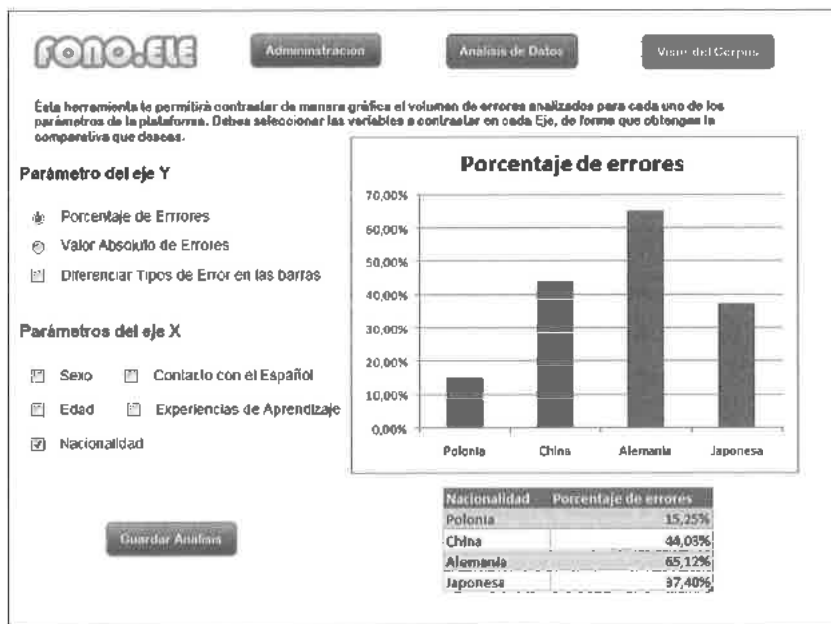 FONO.ELE
Administración
Análisis de Datos
Visor del Corpus
Ésta herramienta te permitirá contrastar de manera gráfica el volumen de errores analizados para cada uno de los
parámetros de la plataforma. Debes seleccionar las variables a contrastar en cada Eje, de forma que obtengas la
comparativa que desees.
Parámetro del eje Y
Porcentaje de Errrores
Valor Absoluto de Errores
Diferenciar Tipos de Error en las barras
Parámetros del eje X
Sexo
Contacto con el Español
Edad
Experiencias de Aprendizaje
Nacionalidad
Guardar Análisis
Porcentaje de errores
70,00%
60,00%
50,00%
40,00%
30,00%
20,00%
10,00%
0,00%
Polonia China Alemania Japonesa
Nacionalidad Porcentaje de errores
Polonia 15,25%
China 44,03%
Alemania 65,12%
Japonesa 37,40%